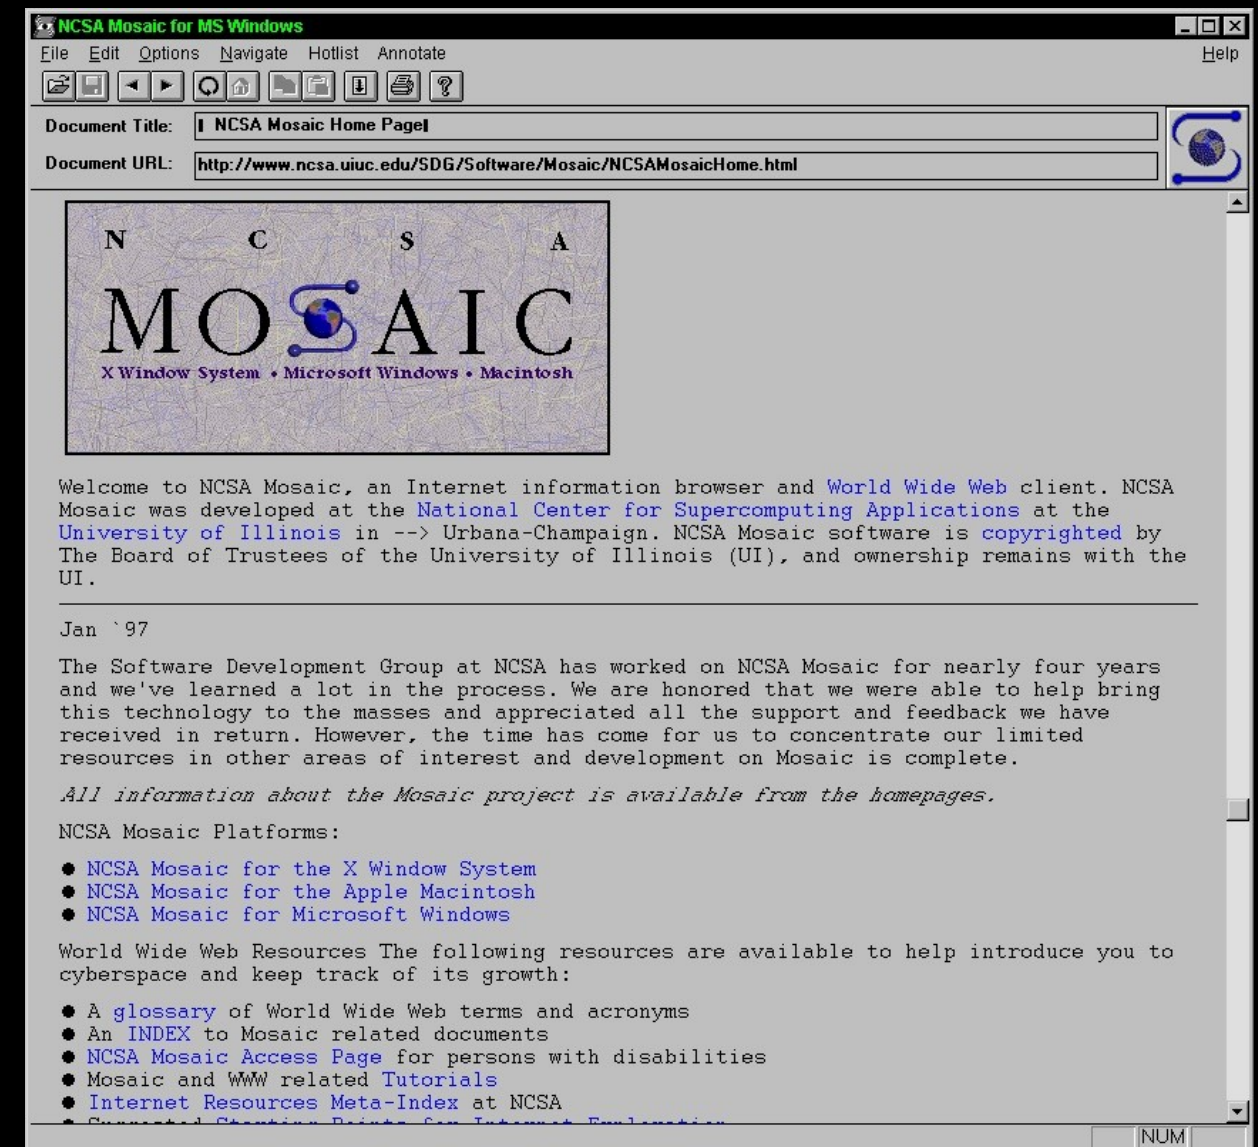 NCSA Mosaic for MS Windows
File Edit Options Navigate Hotlist Annotate Help
Document Title: NCSA Mosaic Home Page
Document URL: http://www.ncsa.uiuc.edu/SDG/Software/Mosaic/NCSAMosaicHome.html
N C S A
MOSAIC
X Window System • Microsoft Windows • Macintosh
Welcome to NCSA Mosaic, an Internet information browser and World Wide Web client. NCSA
Mosaic was developed at the National Center for Supercomputing Applications at the
University of Illinois in --> Urbana-Champaign. NCSA Mosaic software is copyrighted by
The Board of Trustees of the University of Illinois (UI), and ownership remains with the
UI.
Jan `97
The Software Development Group at NCSA has worked on NCSA Mosaic for nearly four years
and we've learned a lot in the process. We are honored that we were able to help bring
this technology to the masses and appreciated all the support and feedback we have
received in return. However, the time has come for us to concentrate our limited
resources in other areas of interest and development on Mosaic is complete.
All information about the Mosaic project is available from the homepages.
NCSA Mosaic Platforms:
● NCSA Mosaic for the X Window System
● NCSA Mosaic for the Apple Macintosh
● NCSA Mosaic for Microsoft Windows
World Wide Web Resources The following resources are available to help introduce you to
cyberspace and keep track of its growth:
● A glossary of World Wide Web terms and acronyms
● An INDEX to Mosaic related documents
● NCSA Mosaic Access Page for persons with disabilities
● Mosaic and WWW related Tutorials
● Internet Resources Meta-Index at NCSA
● Suggested Starting Points for Internet Exploration
NUM